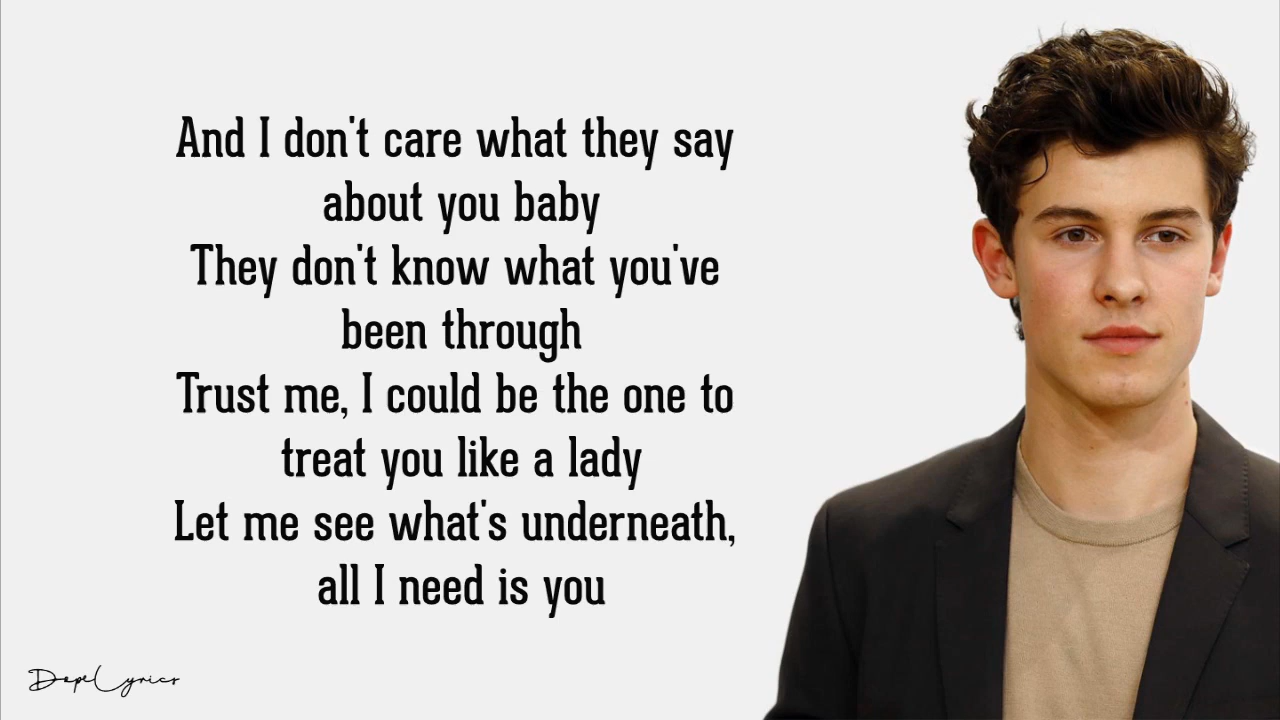 And I don't care what they say
about you baby
They don't know what you've
been through
Trust me, I could be the one to
treat you like a lady
Let me see what's underneath,
all I need is you
DopeLyrics